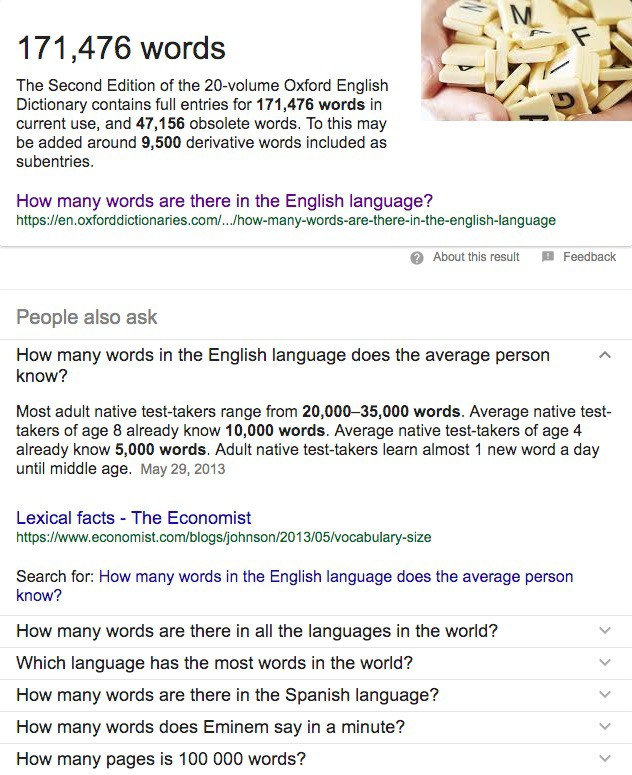 171,476 words
The Second Edition of the 20-volume Oxford English
Dictionary contains full entries for 171,476 words in
current use, and 47,156 obsolete words. To this may
be added around 9,500 derivative words included as
subentries.
M
F
G
How many words are there in the English language?
https://en.oxforddictionaries.com/.../how-many-words-are-there-in-the-english-language
About this result
Feedback
People also ask
How many words in the English language does the average person
know?
Most adult native test-takers range from 20,000–35,000 words. Average native test-
takers of age 8 already know 10,000 words. Average native test-takers of age 4
already know 5,000 words. Adult native test-takers learn almost 1 new word a day
until middle age. May 29, 2013
Lexical facts - The Economist
https://www.economist.com/blogs/johnson/2013/05/vocabulary-size
Search for: How many words in the English language does the average person
know?
How many words are there in all the languages in the world?
Which language has the most words in the world?
How many words are there in the Spanish language?
How many words does Eminem say in a minute?
How many pages is 100 000 words?